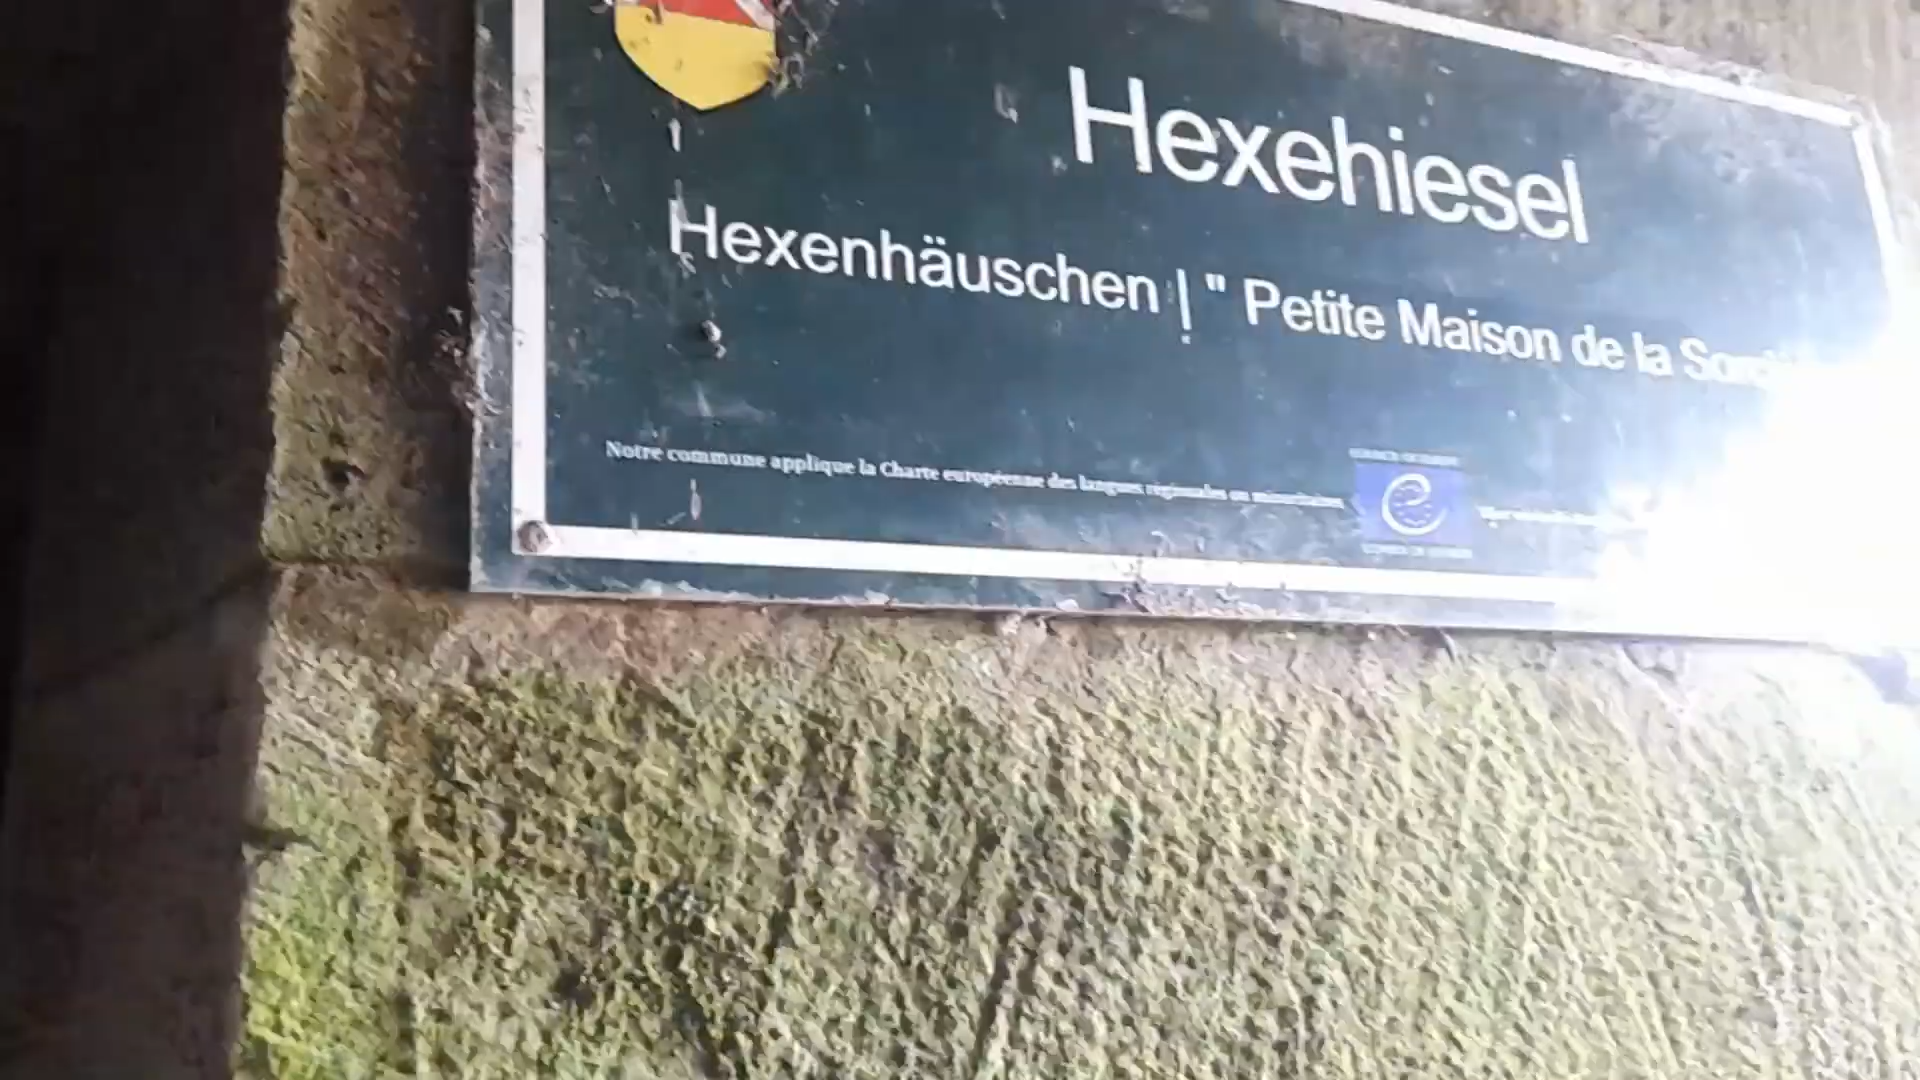 Hexehiesel
Hexenhäuschen | " Petite Maison de la
Notre commune applique la Charte européenne des langues régionales ou minoritaires